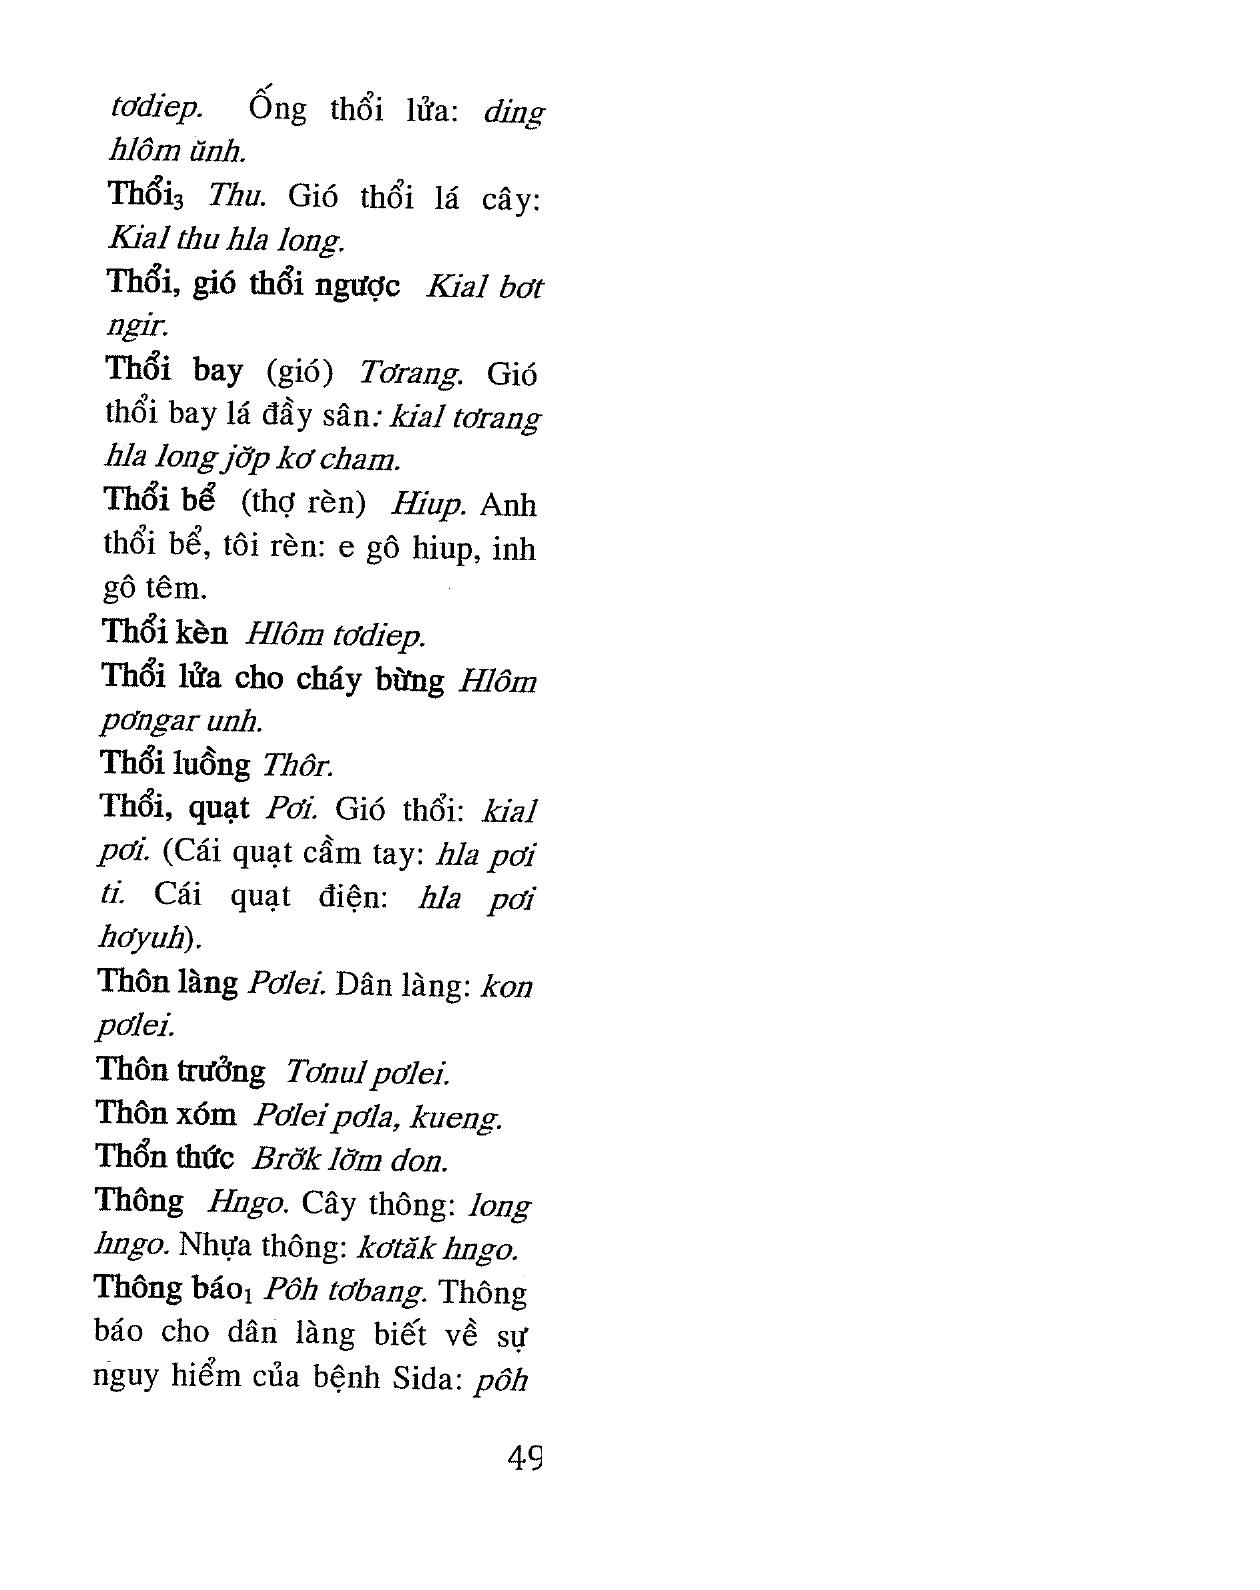 tơdiep. Ống thổi lửa: ding
hlôm ŭnh.
Thổi₃ Thu. Gió thổi lá cây:
Kial thu hla long.
Thổi, gió thổi ngược Kial bơt
ngir.
Thổi bay (gió) Tơrang. Gió
thổi bay lá đầy sân: kial tơrang
hla long jơ̆p kơ cham.
Thổi bể (thợ rèn) Hiup. Anh
thổi bể, tôi rèn: e gô hiup, inh
gô têm.
Thổi kèn Hlôm tơdiep.
Thổi lửa cho cháy bừng Hlôm
pơngar unh.
Thổi luồng Thôr.
Thổi, quạt Pơi. Gió thổi: kial
pơi. (Cái quạt cầm tay: hla pơi
ti. Cái quạt điện: hla pơi
hơyuh).
Thôn làng Pơlei. Dân làng: kon
pơlei.
Thôn trưởng Tơnul pơlei.
Thôn xóm Pơlei pơla, kueng.
Thổn thức Brơ̆k lơ̆m don.
Thông Hngo. Cây thông: long
hngo. Nhựa thông: kơtăk hngo.
Thông báo₁ Pôh tơbang. Thông
báo cho dân làng biết về sự
nguy hiểm của bệnh Sida: pôh
49